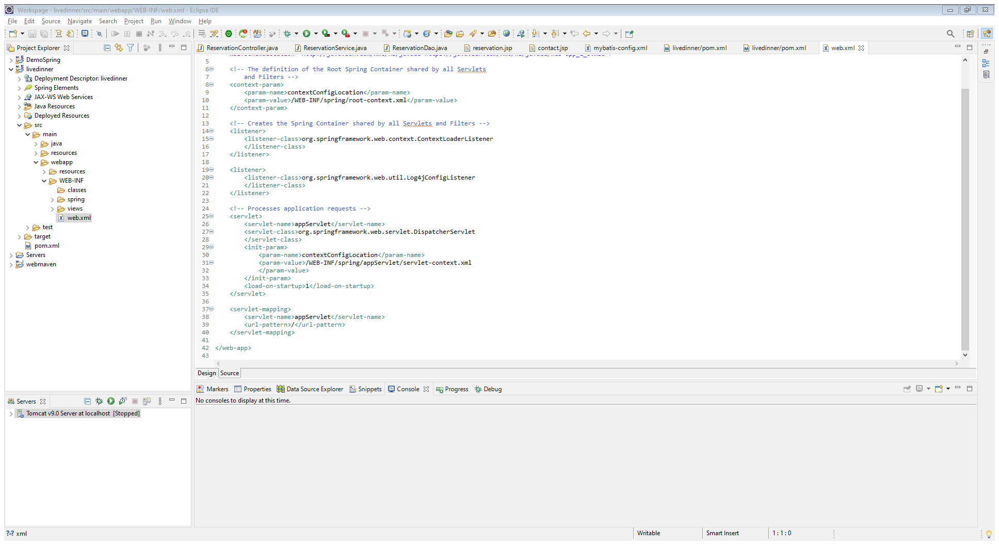 Workspage - livedinner/src/main/webapp/WEB-INF/web.xml - Eclipse IDE
File Edit Source Navigate Search Project Run Window Help
Project Explorer
DemoSpring
livedinner
Deployment Descriptor: livedinner
Spring Elements
JAX-WS Web Services
Java Resources
Deployed Resources
src
main
java
resources
webapp
resources
WEB-INF
classes
spring
views
web.xml
test
target
pom.xml
Servers
webmaven
ReservationController.java ReservationService.java ReservationDao.java reservation.jsp contact.jsp mybatis-config.xml livedinner/pom.xml livedinner/pom.xml web.xml
5
6 <!-- The definition of the Root Spring Container shared by all Servlets
7 and Filters -->
8 <context-param>
9 <param-name>contextConfigLocation</param-name>
10 <param-value>/WEB-INF/spring/root-context.xml</param-value>
11 </context-param>
12
13 <!-- Creates the Spring Container shared by all Servlets and Filters -->
14 <listener>
15 <listener-class>org.springframework.web.context.ContextLoaderListener
16 </listener-class>
17 </listener>
18
19 <listener>
20 <listener-class>org.springframework.web.util.Log4jConfigListener
21 </listener-class>
22 </listener>
23
24 <!-- Processes application requests -->
25 <servlet>
26 <servlet-name>appServlet</servlet-name>
27 <servlet-class>org.springframework.web.servlet.DispatcherServlet
28 </servlet-class>
29 <init-param>
30 <param-name>contextConfigLocation</param-name>
31 <param-value>/WEB-INF/spring/appServlet/servlet-context.xml
32 </param-value>
33 </init-param>
34 <load-on-startup>1</load-on-startup>
35 </servlet>
36
37 <servlet-mapping>
38 <servlet-name>appServlet</servlet-name>
39 <url-pattern>/</url-pattern>
40 </servlet-mapping>
41
42 </web-app>
43
Design Source
Markers Properties Data Source Explorer Snippets Console Progress Debug
No consoles to display at this time.
Servers
Tomcat v9.0 Server at localhost [Stopped]
xml
Writable
Smart Insert
1 : 1 : 0